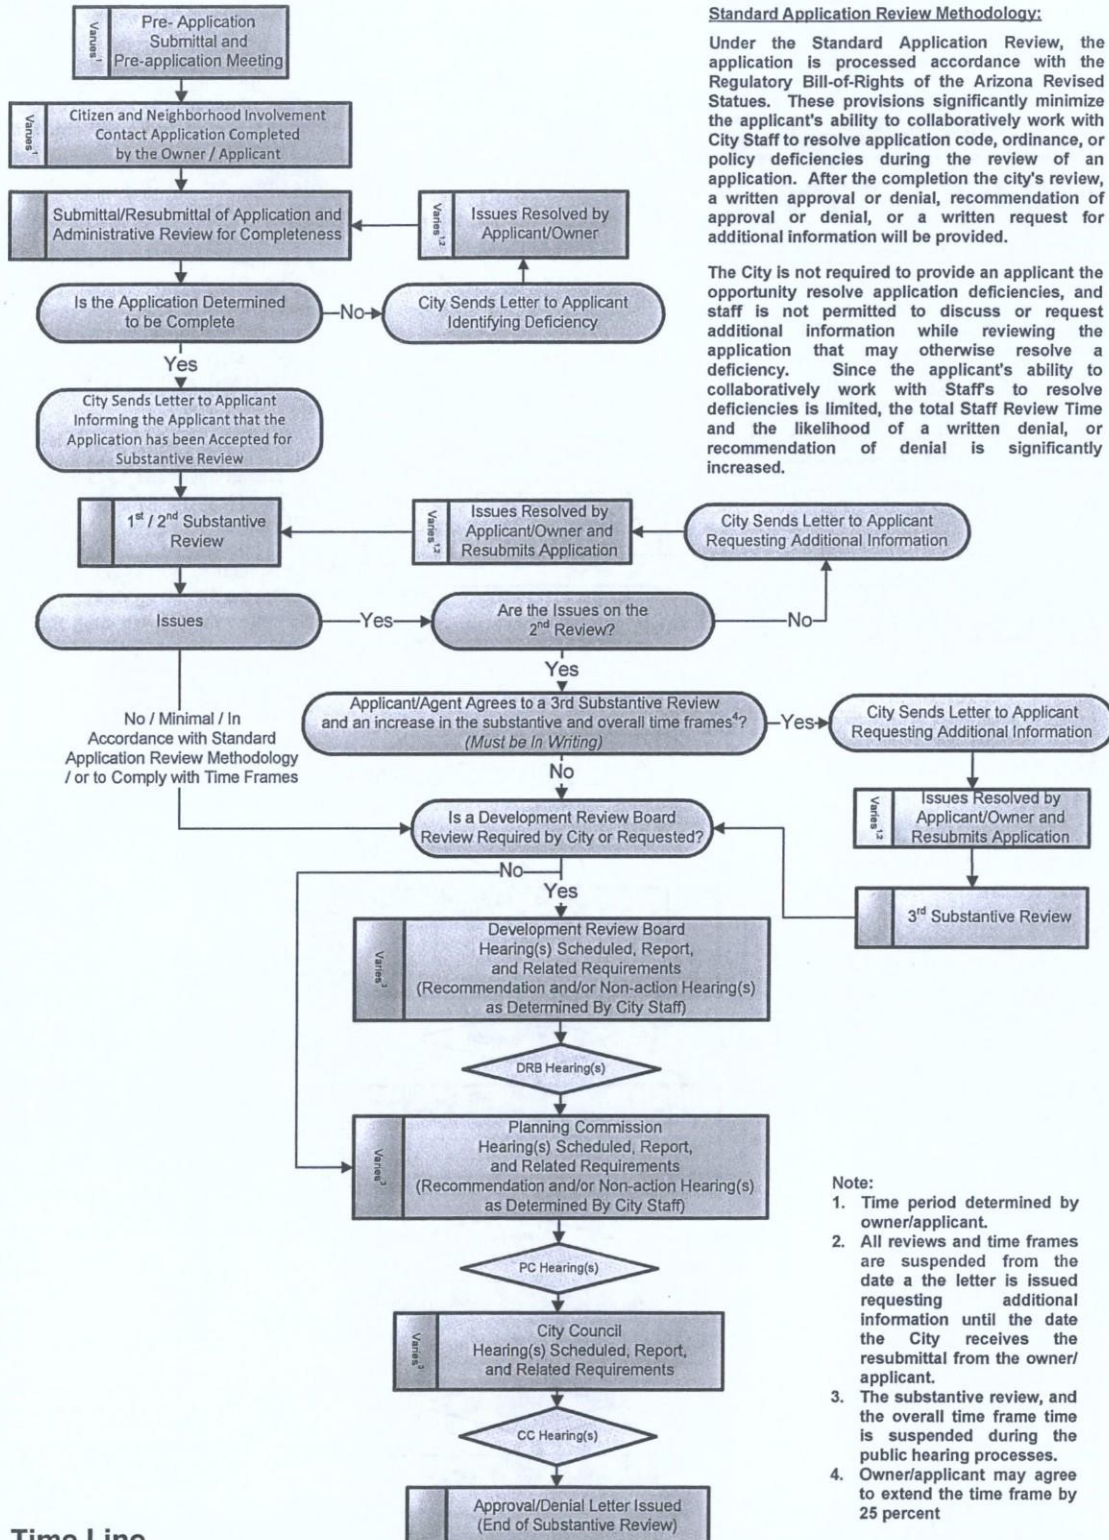 Pre- Application
Submittal and
Pre-application Meeting
Varies¹
Standard Application Review Methodology:
Under the Standard Application Review, the
application is processed accordance with the
Regulatory Bill-of-Rights of the Arizona Revised
Statues. These provisions significantly minimize
the applicant's ability to collaboratively work with
City Staff to resolve application code, ordinance, or
policy deficiencies during the review of an
application. After the completion the city's review,
a written approval or denial, recommendation of
approval or denial, or a written request for
additional information will be provided.
The City is not required to provide an applicant the
opportunity resolve application deficiencies, and
staff is not permitted to discuss or request
additional information while reviewing the
application that may otherwise resolve a
deficiency. Since the applicant's ability to
collaboratively work with Staff's to resolve
deficiencies is limited, the total Staff Review Time
and the likelihood of a written denial, or
recommendation of denial is significantly
increased.
Varies¹
Citizen and Neighborhood Involvement
Contact Application Completed
by the Owner / Applicant
Submittal/Resubmittal of Application and
Administrative Review for Completeness
Varies¹,²
Issues Resolved by
Applicant/Owner
Is the Application Determined
to be Complete
No
City Sends Letter to Applicant
Identifying Deficiency
Yes
City Sends Letter to Applicant
Informing the Applicant that the
Application has been Accepted for
Substantive Review
1st / 2nd Substantive
Review
Varies¹,²
Issues Resolved by
Applicant/Owner and
Resubmits Application
City Sends Letter to Applicant
Requesting Additional Information
Issues
Yes
Are the Issues on the
2nd Review?
No
Yes
No / Minimal / In
Accordance with Standard
Application Review Methodology
/ or to Comply with Time Frames
Applicant/Agent Agrees to a 3rd Substantive Review
and an increase in the substantive and overall time frames⁴?
(Must be In Writing)
Yes
City Sends Letter to Applicant
Requesting Additional Information
No
Varies¹,²
Issues Resolved by
Applicant/Owner and
Resubmits Application
Is a Development Review Board
Review Required by City or Requested?
3rd Substantive Review
No
Yes
Varies³
Development Review Board
Hearing(s) Scheduled, Report,
and Related Requirements
(Recommendation and/or Non-action Hearing(s)
as Determined By City Staff)
DRB Hearing(s)
Varies³
Planning Commission
Hearing(s) Scheduled, Report,
and Related Requirements
(Recommendation and/or Non-action Hearing(s)
as Determined By City Staff)
PC Hearing(s)
Varies³
City Council
Hearing(s) Scheduled, Report,
and Related Requirements
CC Hearing(s)
Approval/Denial Letter Issued
(End of Substantive Review)
Note:
1. Time period determined by
owner/applicant.
2. All reviews and time frames
are suspended from the
date a the letter is issued
requesting additional
information until the date
the City receives the
resubmittal from the owner/
applicant.
3. The substantive review, and
the overall time frame time
is suspended during the
public hearing processes.
4. Owner/applicant may agree
to extend the time frame by
25 percent
Time Line